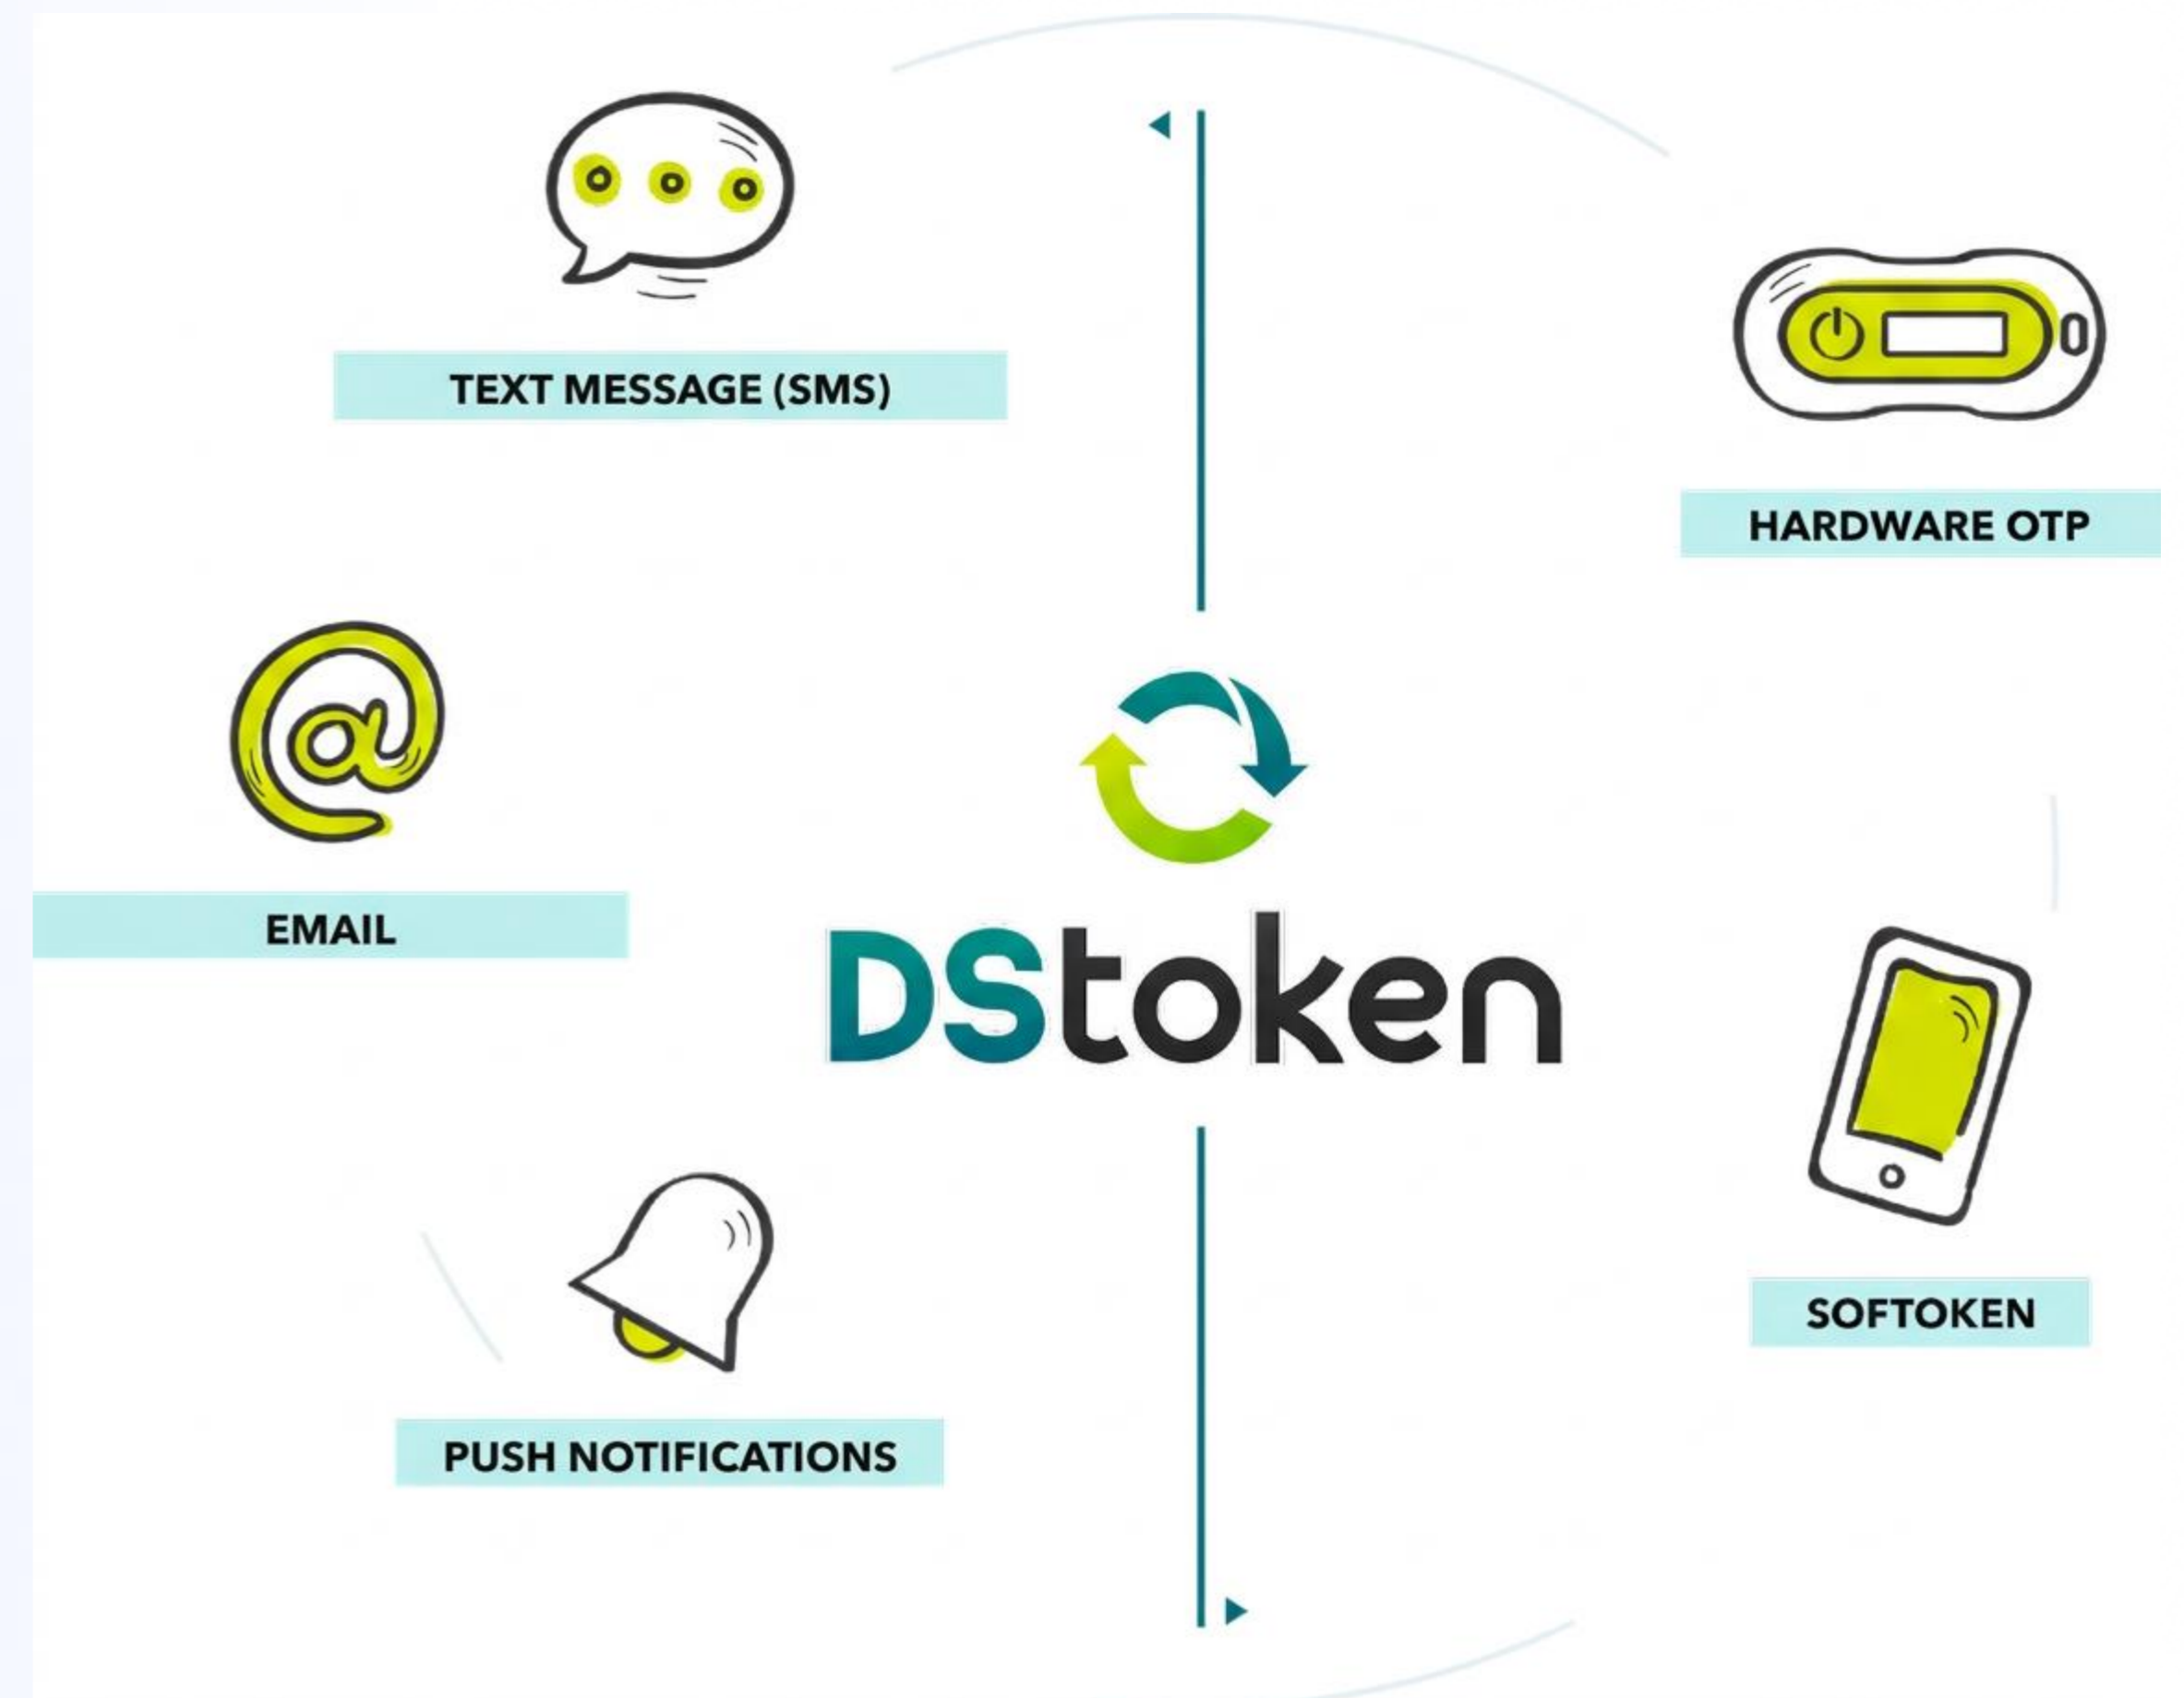 TEXT MESSAGE (SMS)
HARDWARE OTP
EMAIL
DStoken
SOFTOKEN
PUSH NOTIFICATIONS